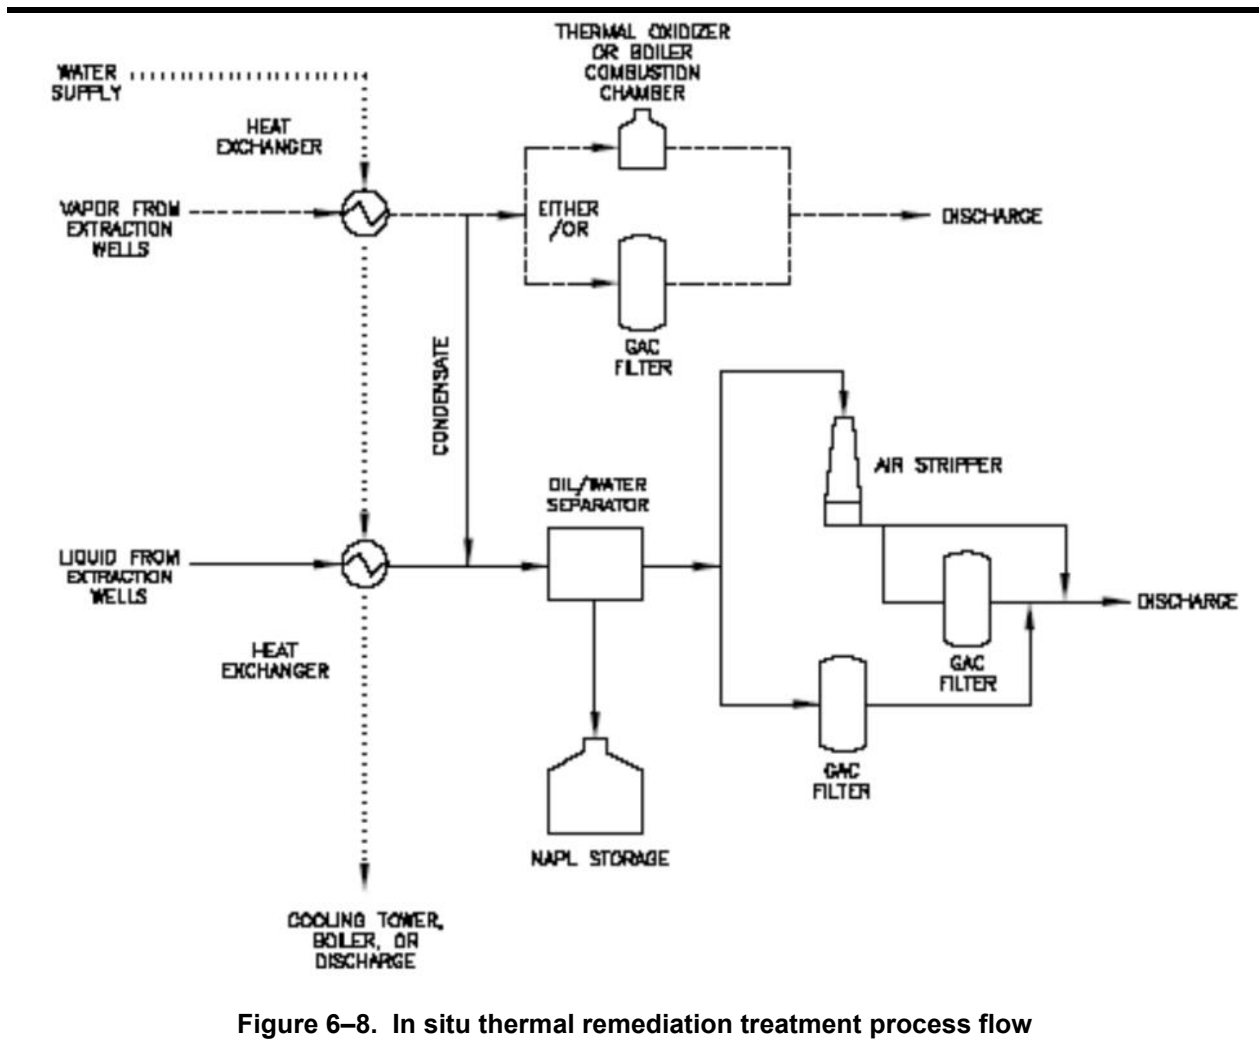 THERMAL OXIDIZER
OR BOILER
COMBUSTION
CHAMBER
WATER
SUPPLY
HEAT
EXCHANGER
VAPOR FROM
EXTRACTION
WELLS
EITHER
/OR
DISCHARGE
GAC
FILTER
CONDENSATE
AIR STRIPPER
OIL/WATER
SEPARATOR
LIQUID FROM
EXTRACTION
WELLS
DISCHARGE
HEAT
EXCHANGER
GAC
FILTER
GAC
FILTER
NAPL STORAGE
COOLING TOWER,
BOILER, OR
DISCHARGE
Figure 6–8. In situ thermal remediation treatment process flow